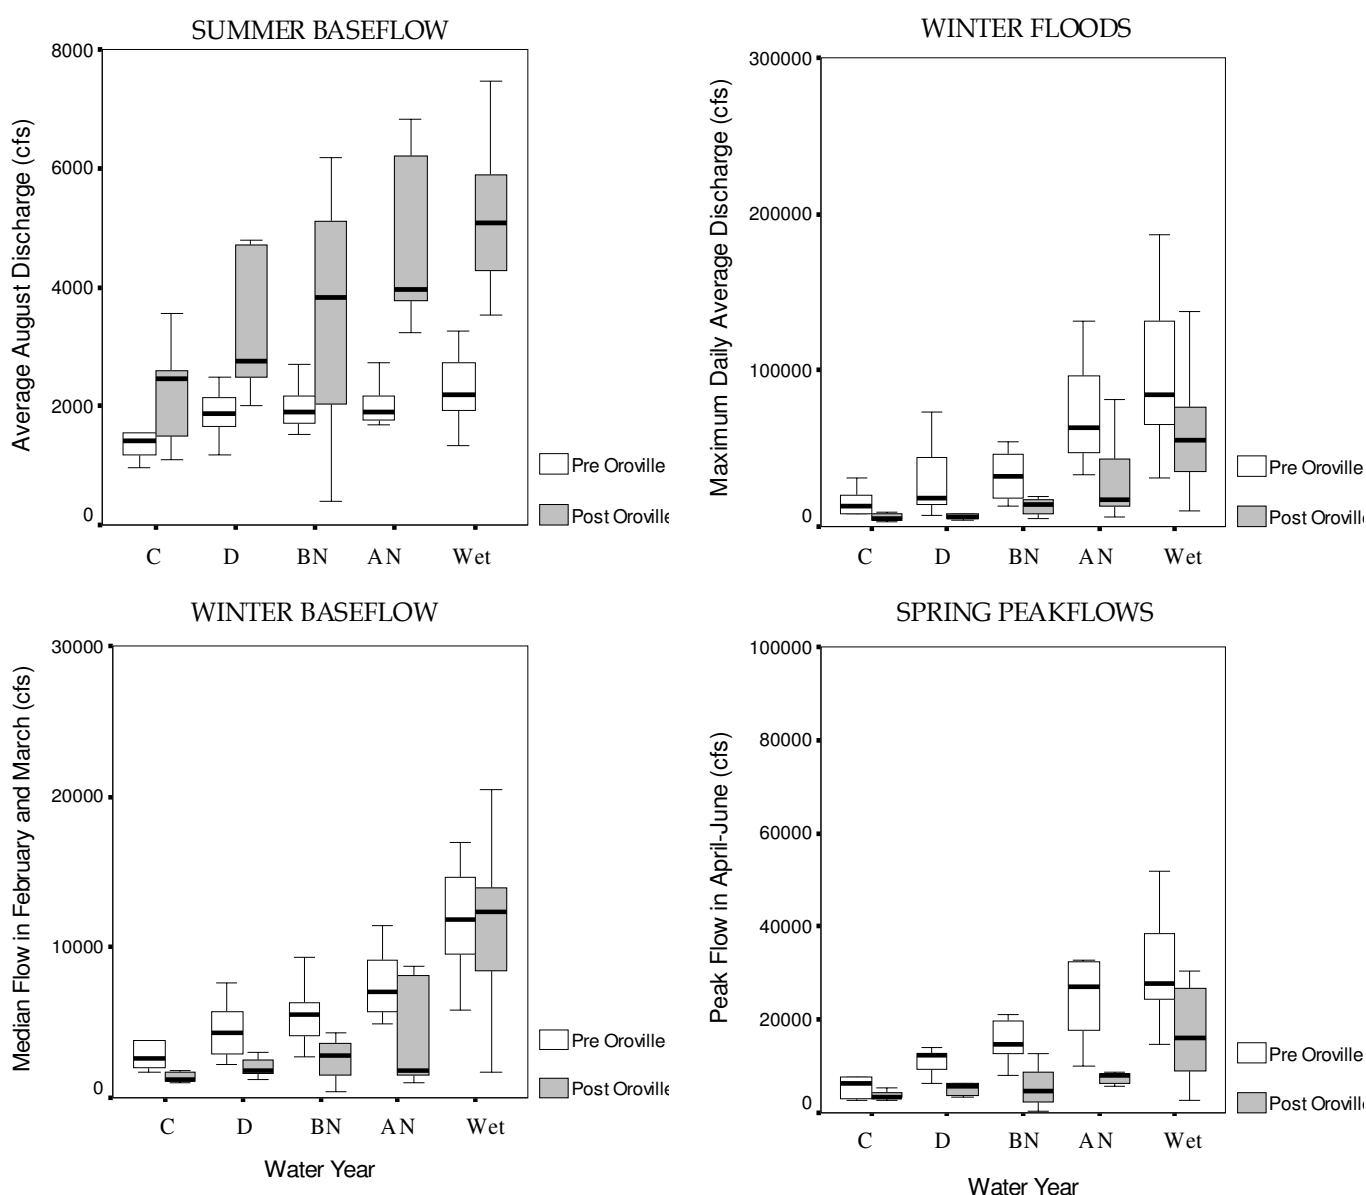 SUMMER BASEFLOW
Average August Discharge (cfs)
8000
6000
4000
2000
0
C D BN AN Wet
Pre Oroville
Post Oroville
WINTER FLOODS
Maximum Daily Average Discharge (cfs)
300000
200000
100000
0
C D BN AN Wet
Pre Oroville
Post Oroville
WINTER BASEFLOW
Median Flow in February and March (cfs)
30000
20000
10000
0
C D BN AN Wet
Water Year
Pre Oroville
Post Oroville
SPRING PEAKFLOWS
Peak Flow in April-June (cfs)
100000
80000
60000
40000
20000
0
C D BN AN Wet
Water Year
Pre Oroville
Post Oroville